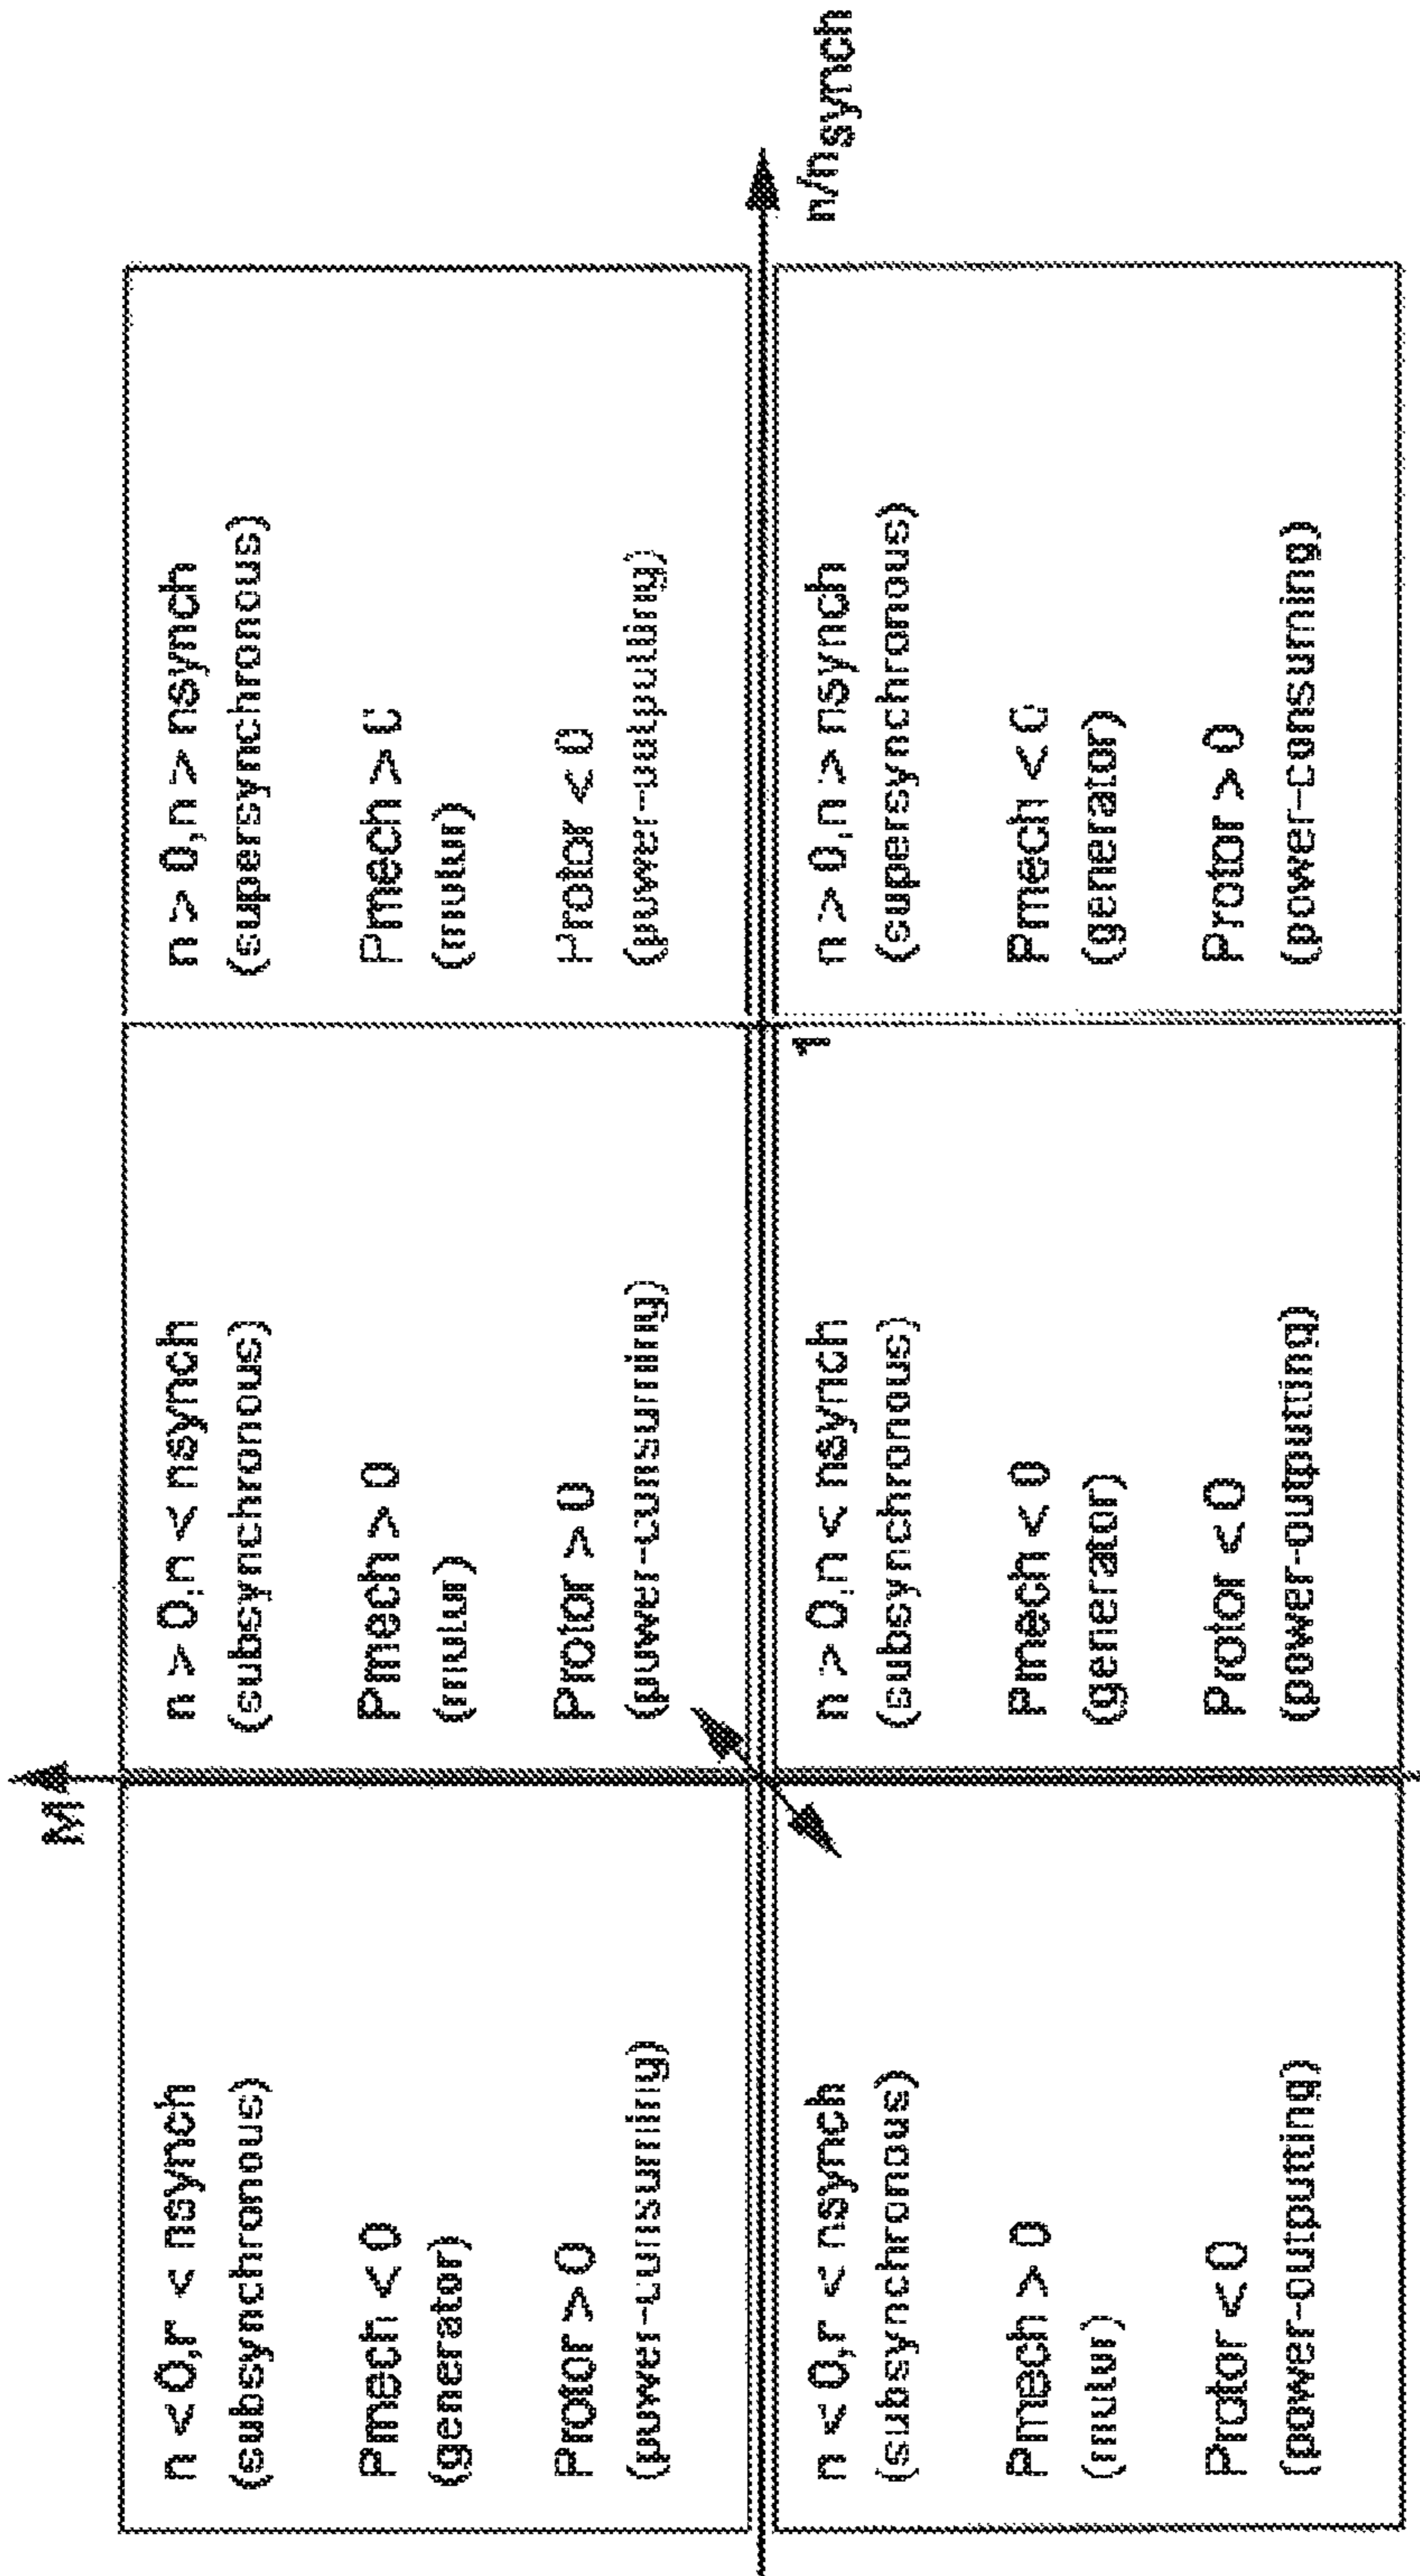 M
n < 0, n < nsynch
(subsynchronous)
Pmech < 0
(generator)
Protor > 0
(power-consuming)
n > 0, n < nsynch
(subsynchronous)
Pmech > 0
(motor)
Protor > 0
(power-consuming)
n > 0, n > nsynch
(supersynchronous)
Pmech > 0
(motor)
Protor < 0
(power-outputting)
1
n/nsynch
n < 0, n < nsynch
(subsynchronous)
Pmech > 0
(motor)
Protor < 0
(power-outputting)
n > 0, n < nsynch
(subsynchronous)
Pmech < 0
(generator)
Protor < 0
(power-outputting)
n > 0, n > nsynch
(supersynchronous)
Pmech < 0
(generator)
Protor > 0
(power-consuming)